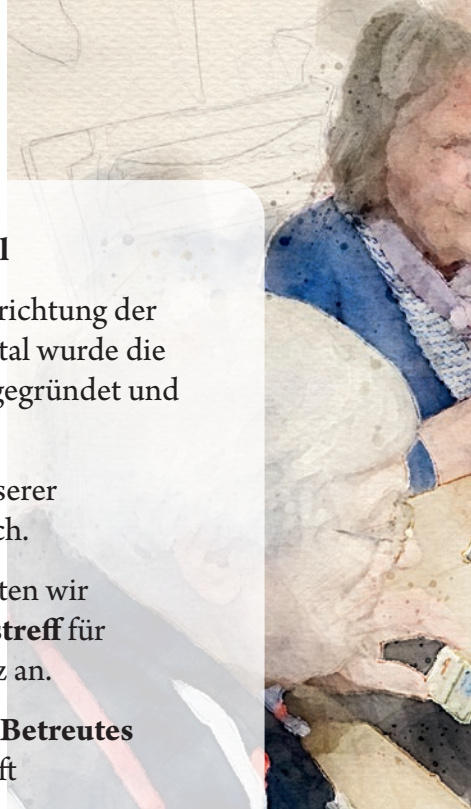 l
richtung der
tal wurde die
gegründet und
serer
ch.
ten wir
streff für
z an.
Betreutes
ft